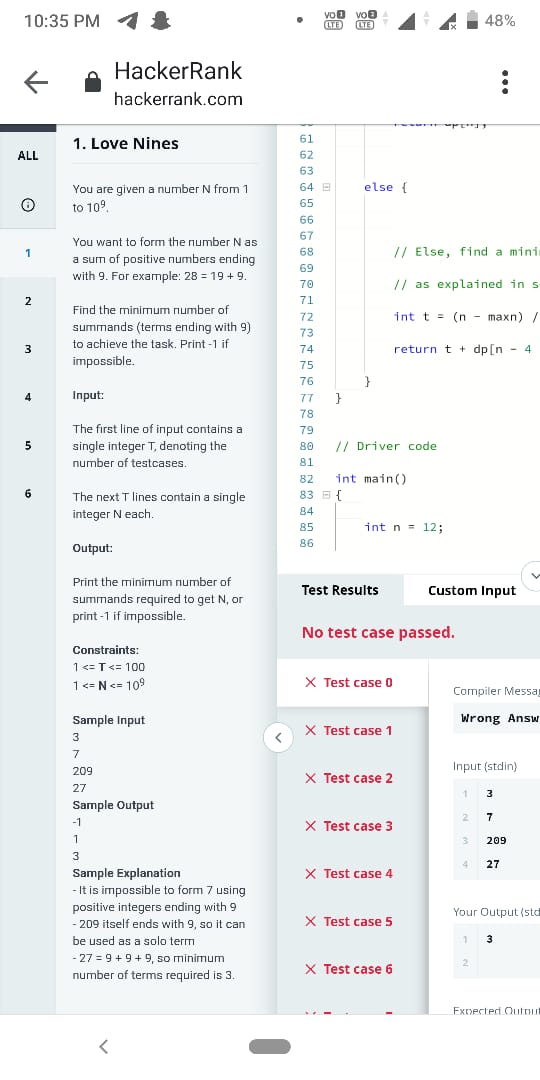 10:35 PM
VO 1 LTE
VO 2 LTE
48%
HackerRank
hackerrank.com
ALL
1
2
3
4
5
6
1. Love Nines
You are given a number N from 1
to 10⁹.
You want to form the number N as
a sum of positive numbers ending
with 9. For example: 28 = 19 + 9.
Find the minimum number of
summands (terms ending with 9)
to achieve the task. Print -1 if
impossible.
Input:
The first line of input contains a
single integer T, denoting the
number of testcases.
The next T lines contain a single
integer N each.
Output:
Print the minimum number of
summands required to get N, or
print -1 if impossible.
Constraints:
1 <= T <= 100
1 <= N <= 10⁹
Sample Input
3
7
209
27
Sample Output
-1
1
3
Sample Explanation
- It is impossible to form 7 using
positive integers ending with 9
- 209 itself ends with 9, so it can
be used as a solo term
- 27 = 9 + 9 + 9, so minimum
number of terms required is 3.
61
62
63
64 else {
65
66
67
68 // Else, find a mini
69
70 // as explained in s
71
72 int t = (n - maxn) /
73
74 return t + dp[n - 4
75
76 }
77 }
78
79
80 // Driver code
81
82 int main()
83 {
84
85 int n = 12;
86
Test Results
Custom Input
No test case passed.
Test case 0
Test case 1
Test case 2
Test case 3
Test case 4
Test case 5
Test case 6
Compiler Messa
Wrong Answ
Input (stdin)
1 3
2 7
3 209
4 27
Your Output (std
1 3
2
Expected Output